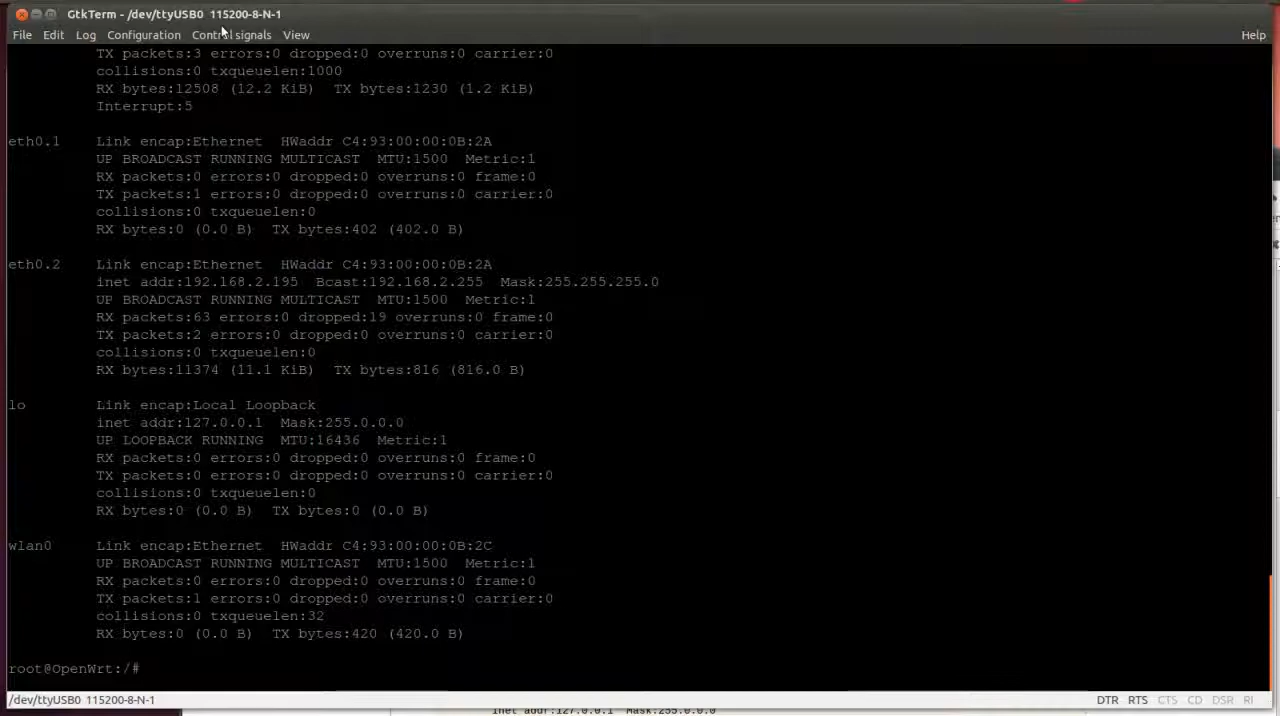 GtkTerm - /dev/ttyUSB0 115200-8-N-1
File Edit Log Configuration Control signals View Help
TX packets:3 errors:0 dropped:0 overruns:0 carrier:0
collisions:0 txqueuelen:1000
RX bytes:12508 (12.2 KiB) TX bytes:1230 (1.2 KiB)
Interrupt:5
eth0.1 Link encap:Ethernet HWaddr C4:93:00:00:0B:2A
UP BROADCAST RUNNING MULTICAST MTU:1500 Metric:1
RX packets:0 errors:0 dropped:0 overruns:0 frame:0
TX packets:1 errors:0 dropped:0 overruns:0 carrier:0
collisions:0 txqueuelen:0
RX bytes:0 (0.0 B) TX bytes:402 (402.0 B)
eth0.2 Link encap:Ethernet HWaddr C4:93:00:00:0B:2A
inet addr:192.168.2.195 Bcast:192.168.2.255 Mask:255.255.255.0
UP BROADCAST RUNNING MULTICAST MTU:1500 Metric:1
RX packets:63 errors:0 dropped:19 overruns:0 frame:0
TX packets:2 errors:0 dropped:0 overruns:0 carrier:0
collisions:0 txqueuelen:0
RX bytes:11374 (11.1 KiB) TX bytes:816 (816.0 B)
lo Link encap:Local Loopback
inet addr:127.0.0.1 Mask:255.0.0.0
UP LOOPBACK RUNNING MTU:16436 Metric:1
RX packets:0 errors:0 dropped:0 overruns:0 frame:0
TX packets:0 errors:0 dropped:0 overruns:0 carrier:0
collisions:0 txqueuelen:0
RX bytes:0 (0.0 B) TX bytes:0 (0.0 B)
wlan0 Link encap:Ethernet HWaddr C4:93:00:00:0B:2C
UP BROADCAST RUNNING MULTICAST MTU:1500 Metric:1
RX packets:0 errors:0 dropped:0 overruns:0 frame:0
TX packets:1 errors:0 dropped:0 overruns:0 carrier:0
collisions:0 txqueuelen:32
RX bytes:0 (0.0 B) TX bytes:420 (420.0 B)
root@OpenWrt:/#
/dev/ttyUSB0 115200-8-N-1 DTR RTS CTS CD DSR RI
inet addr:127.0.0.1 Mask:255.0.0.0